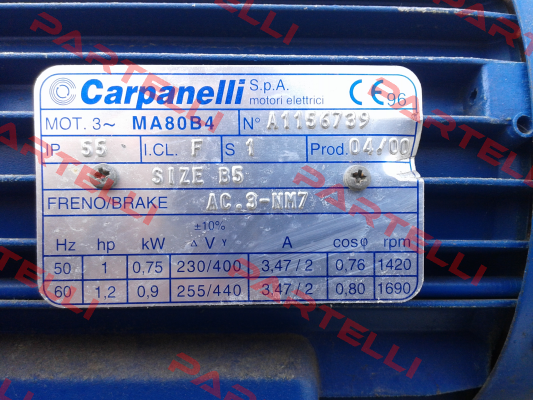 Carpanelli S.p.A.
motori elettrici
CE 96
MOT. 3~ MA80B4 N° A1156739
IP 55 I.CL. F S 1 Prod. 04/00
SIZE B5
FRENO/BRAKE AC.3-NM7
±10%
Hz hp kW Δ V Y A cosφ rpm
50 1 0,75 230/400 3,47/2 0,76 1420
60 1,2 0,9 255/440 3,47/2 0,80 1690
PARTELLI
PARTELLI
PARTELLI
PARTELLI
PARTELLI
PARTELLI